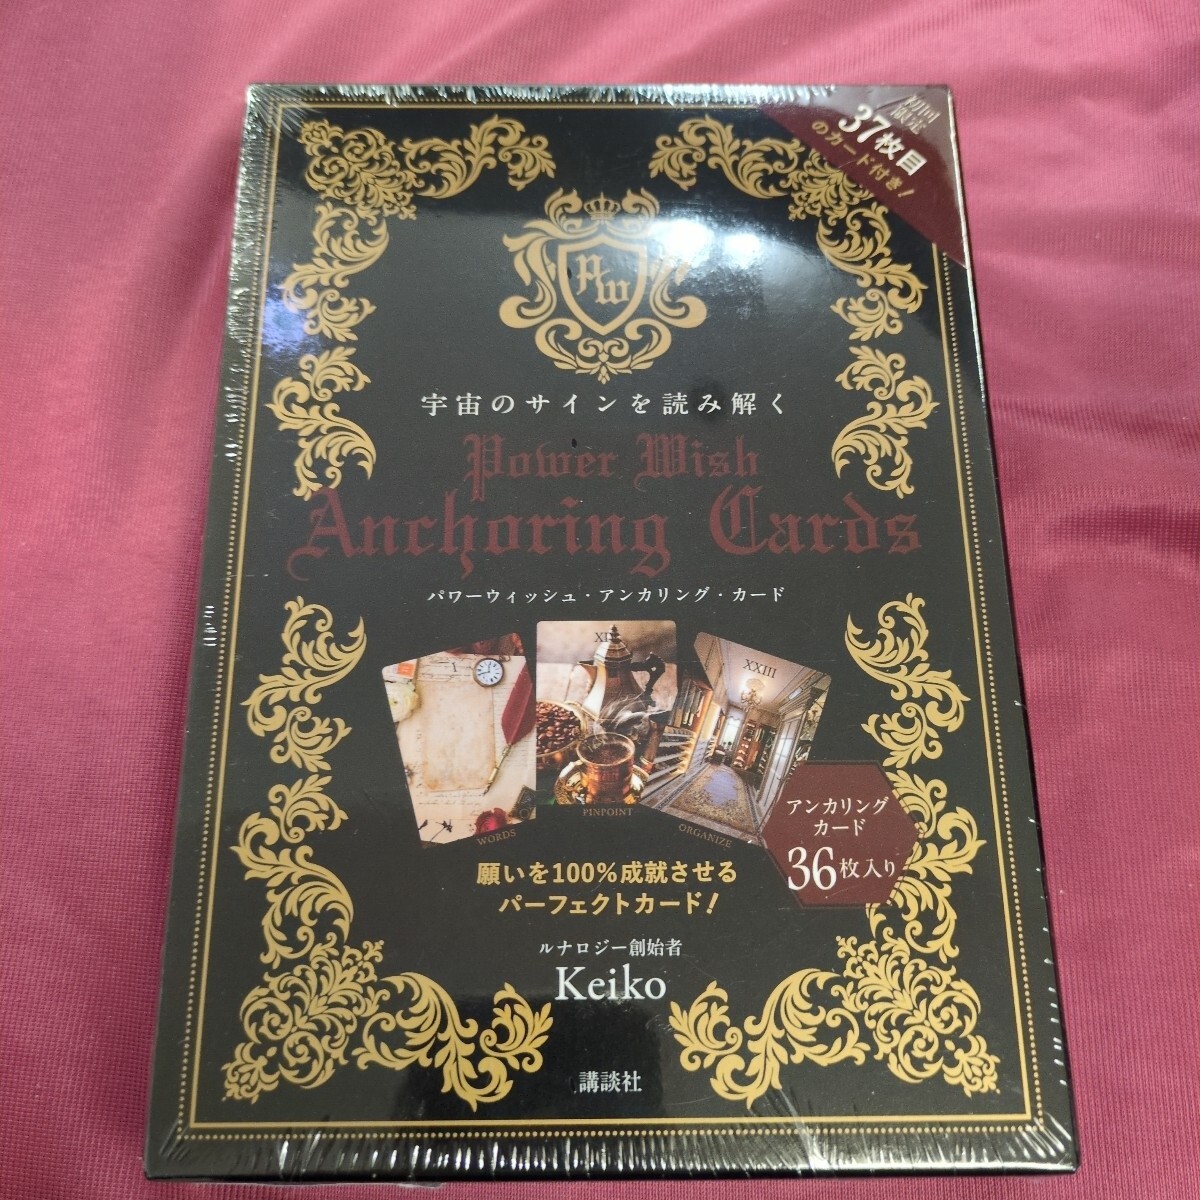 初回
限定
37枚目
のカード付き!
PW
宇宙のサインを読み解く
Power Wish
Anchoring Cards
パワーウィッシュ・アンカリング・カード
I
XXIII
WORDS
PINPOINT
ORGANIZE
アンカリング
カード
36枚入り
願いを100%成就させる
パーフェクトカード!
ルナロジー創始者
Keiko
講談社